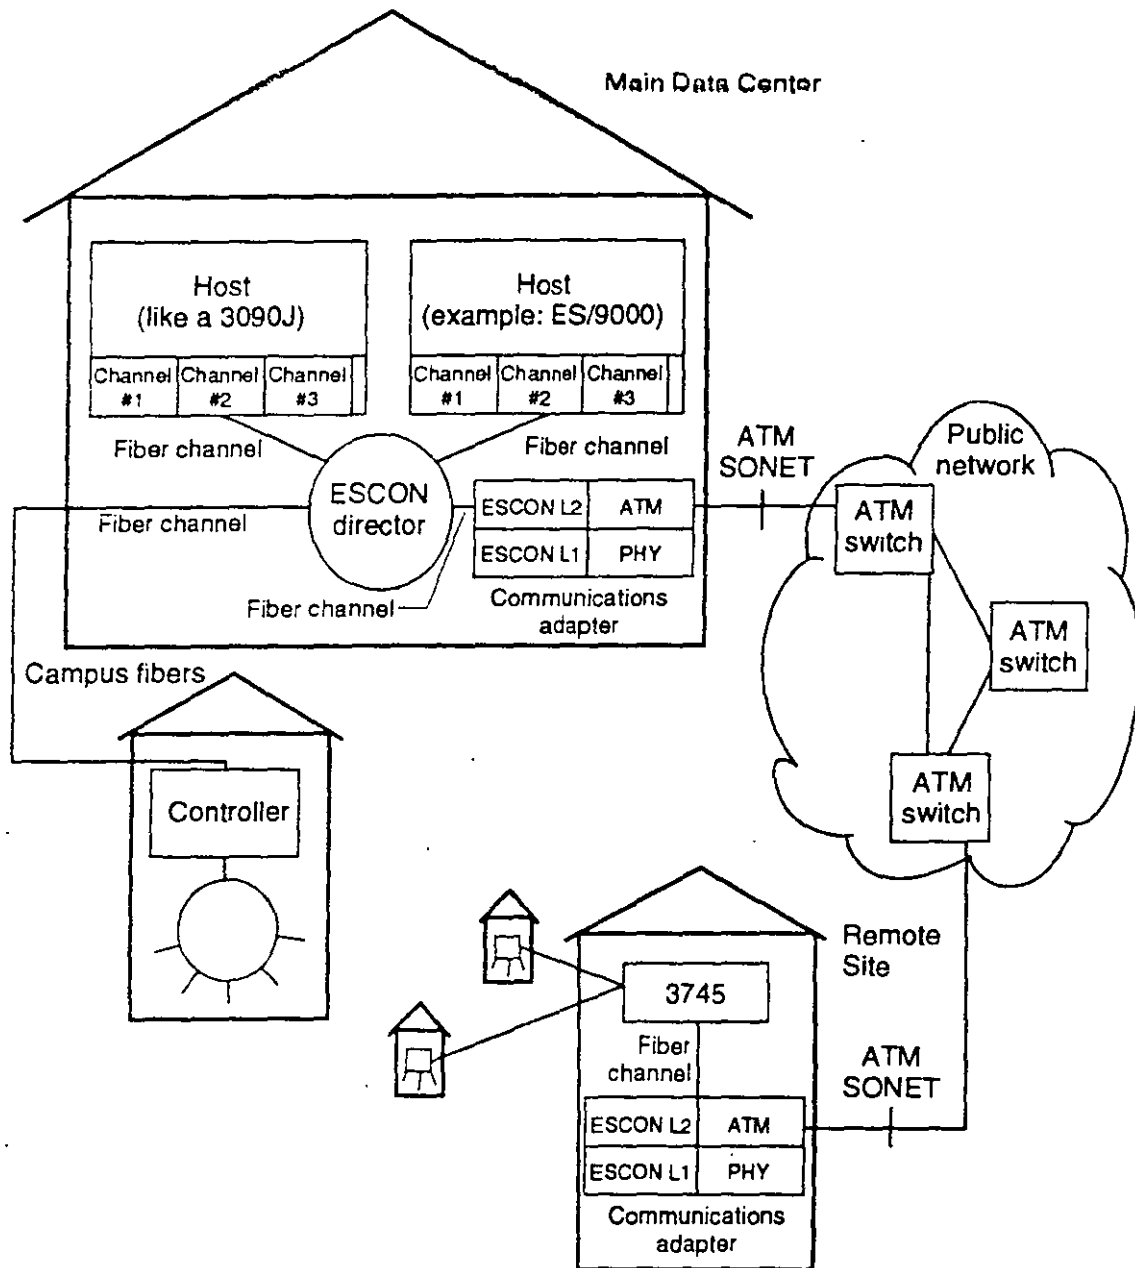 Main Data Center
Host
(like a 3090J)
Host
(example: ES/9000)
Channel
#1
Channel
#2
Channel
#3
Channel
#1
Channel
#2
Channel
#3
Fiber channel
Fiber channel
ATM
SONET
Public
network
Fiber channel
ESCON
director
ESCON L2
ATM
ESCON L1
PHY
ATM
switch
Fiber channel
Communications
adapter
ATM
switch
Campus fibers
ATM
switch
Controller
Remote
Site
3745
Fiber
channel
ATM
SONET
ESCON L2
ATM
ESCON L1
PHY
Communications
adapter